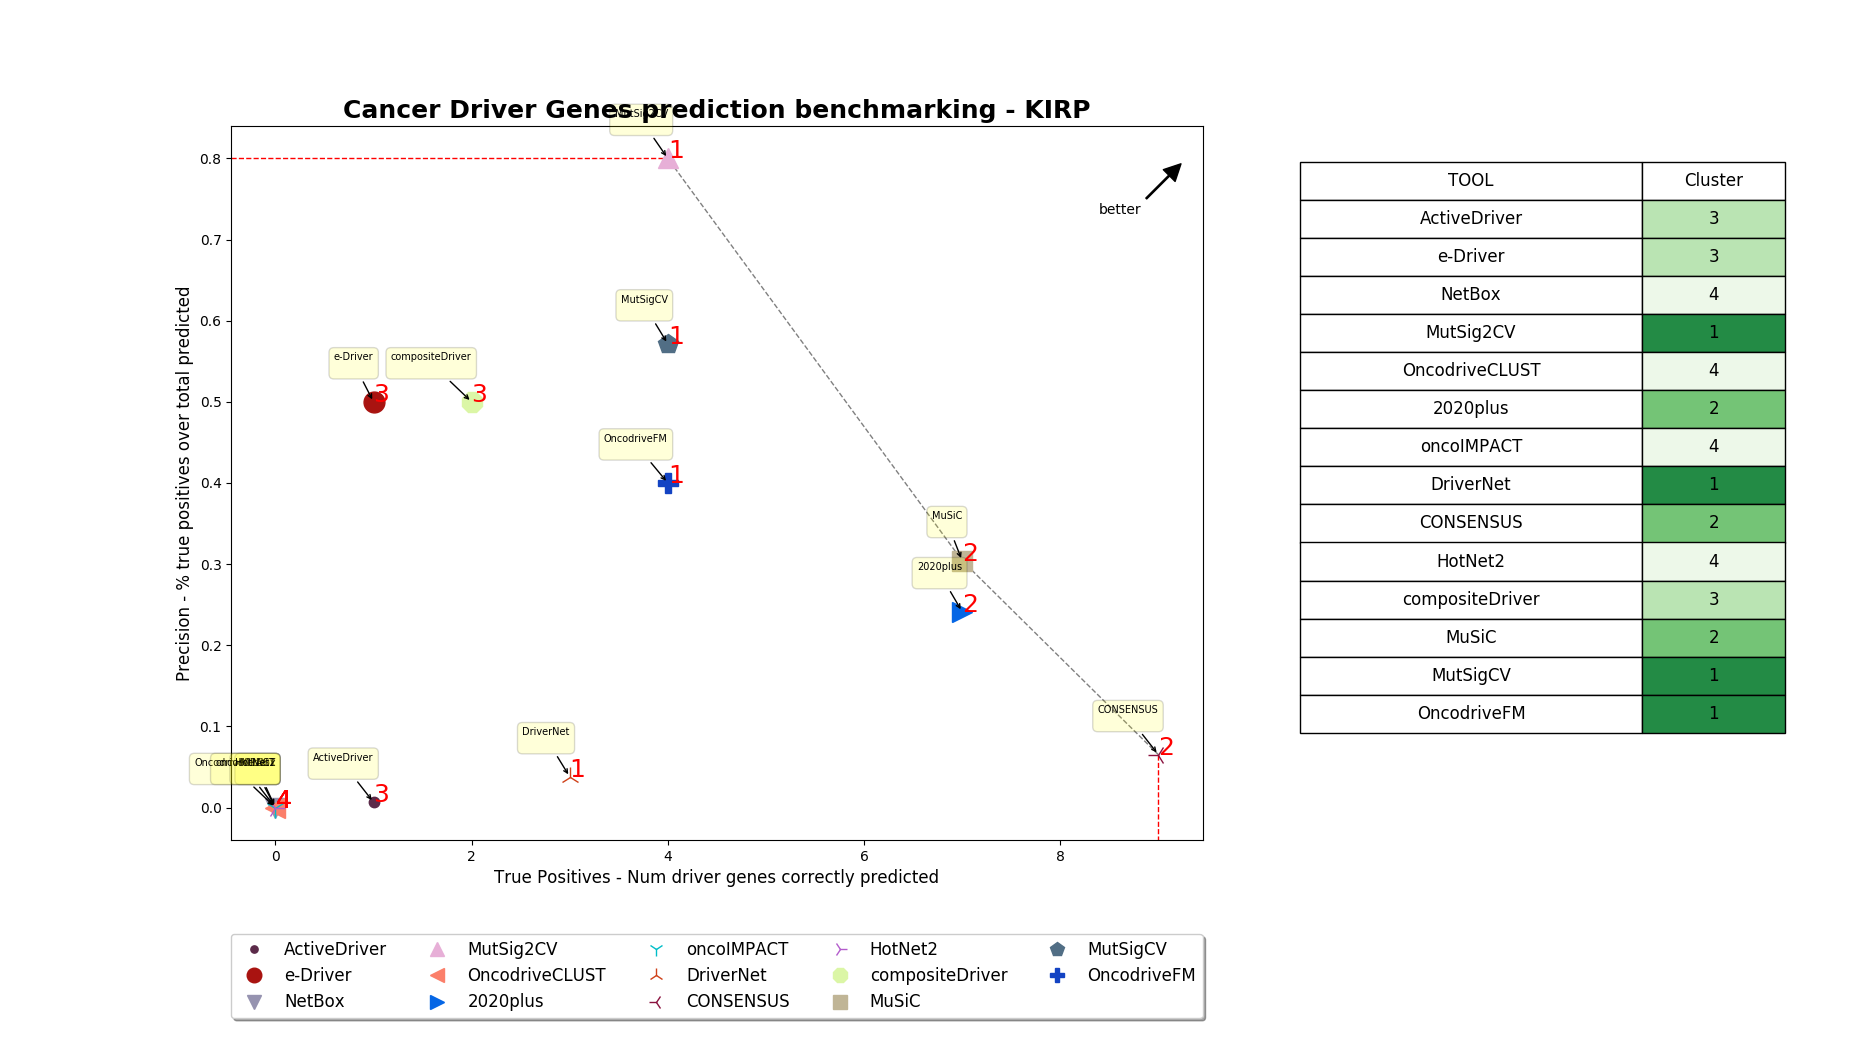 Cancer Driver Genes prediction benchmarking - KIRP
MutSig2CV
1
0.8
better
0.7
MutSigCV
1
0.6
e-Driver
compositeDriver
3
3
0.5
OncodriveFM
1
0.4
MuSiC
2
0.3
2020plus
2
0.2
CONSENSUS
2
0.1
DriverNet
1
ActiveDriver
3
4
0.0
0 2 4 6 8
Precision - % true positives over total predicted
True Positives - Num driver genes correctly predicted
TOOL Cluster
ActiveDriver 3
e-Driver 3
NetBox 4
MutSig2CV 1
OncodriveCLUST 4
2020plus 2
oncoIMPACT 4
DriverNet 1
CONSENSUS 2
HotNet2 4
compositeDriver 3
MuSiC 2
MutSigCV 1
OncodriveFM 1
ActiveDriver MutSig2CV oncoIMPACT HotNet2 MutSigCV
e-Driver OncodriveCLUST DriverNet compositeDriver OncodriveFM
NetBox 2020plus CONSENSUS MuSiC